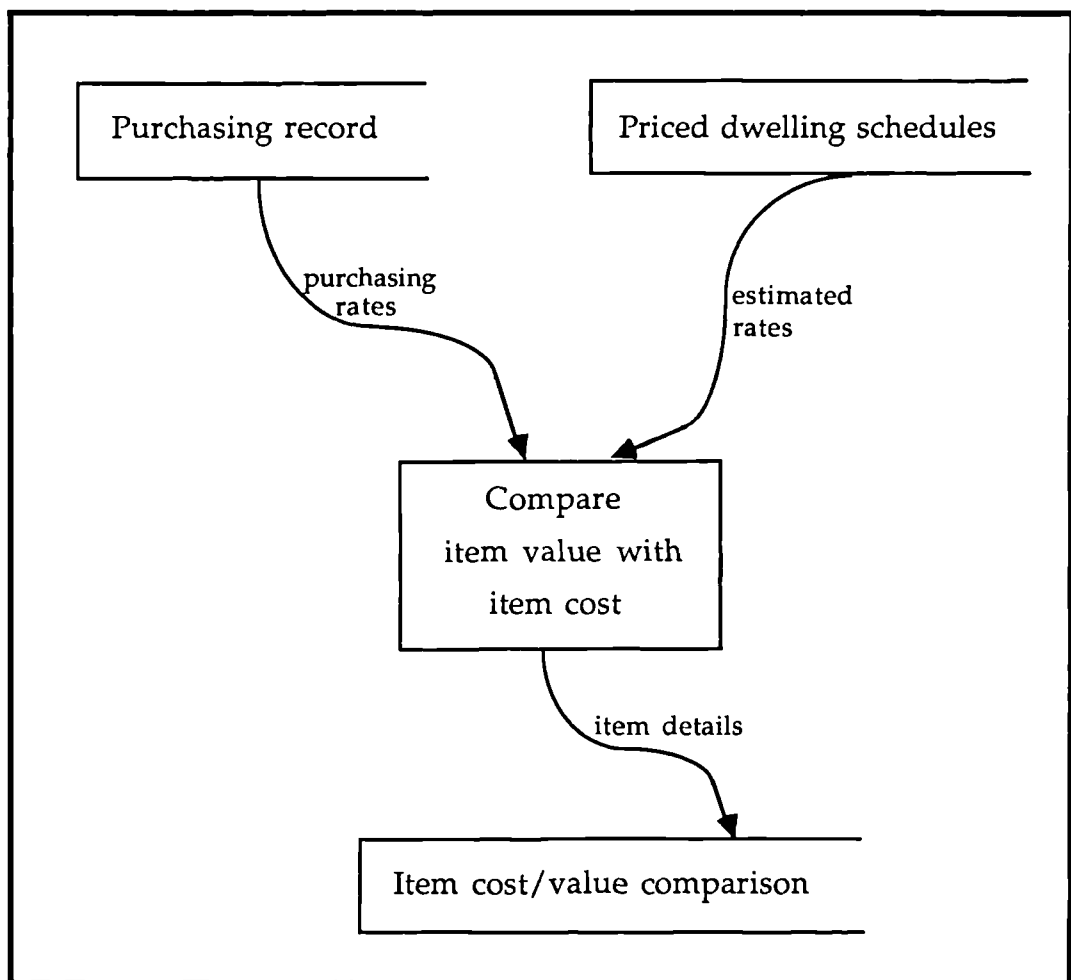 Purchasing record
Priced dwelling schedules
purchasing
rates
estimated
rates
Compare
item value with
item cost
item details
Item cost/value comparison